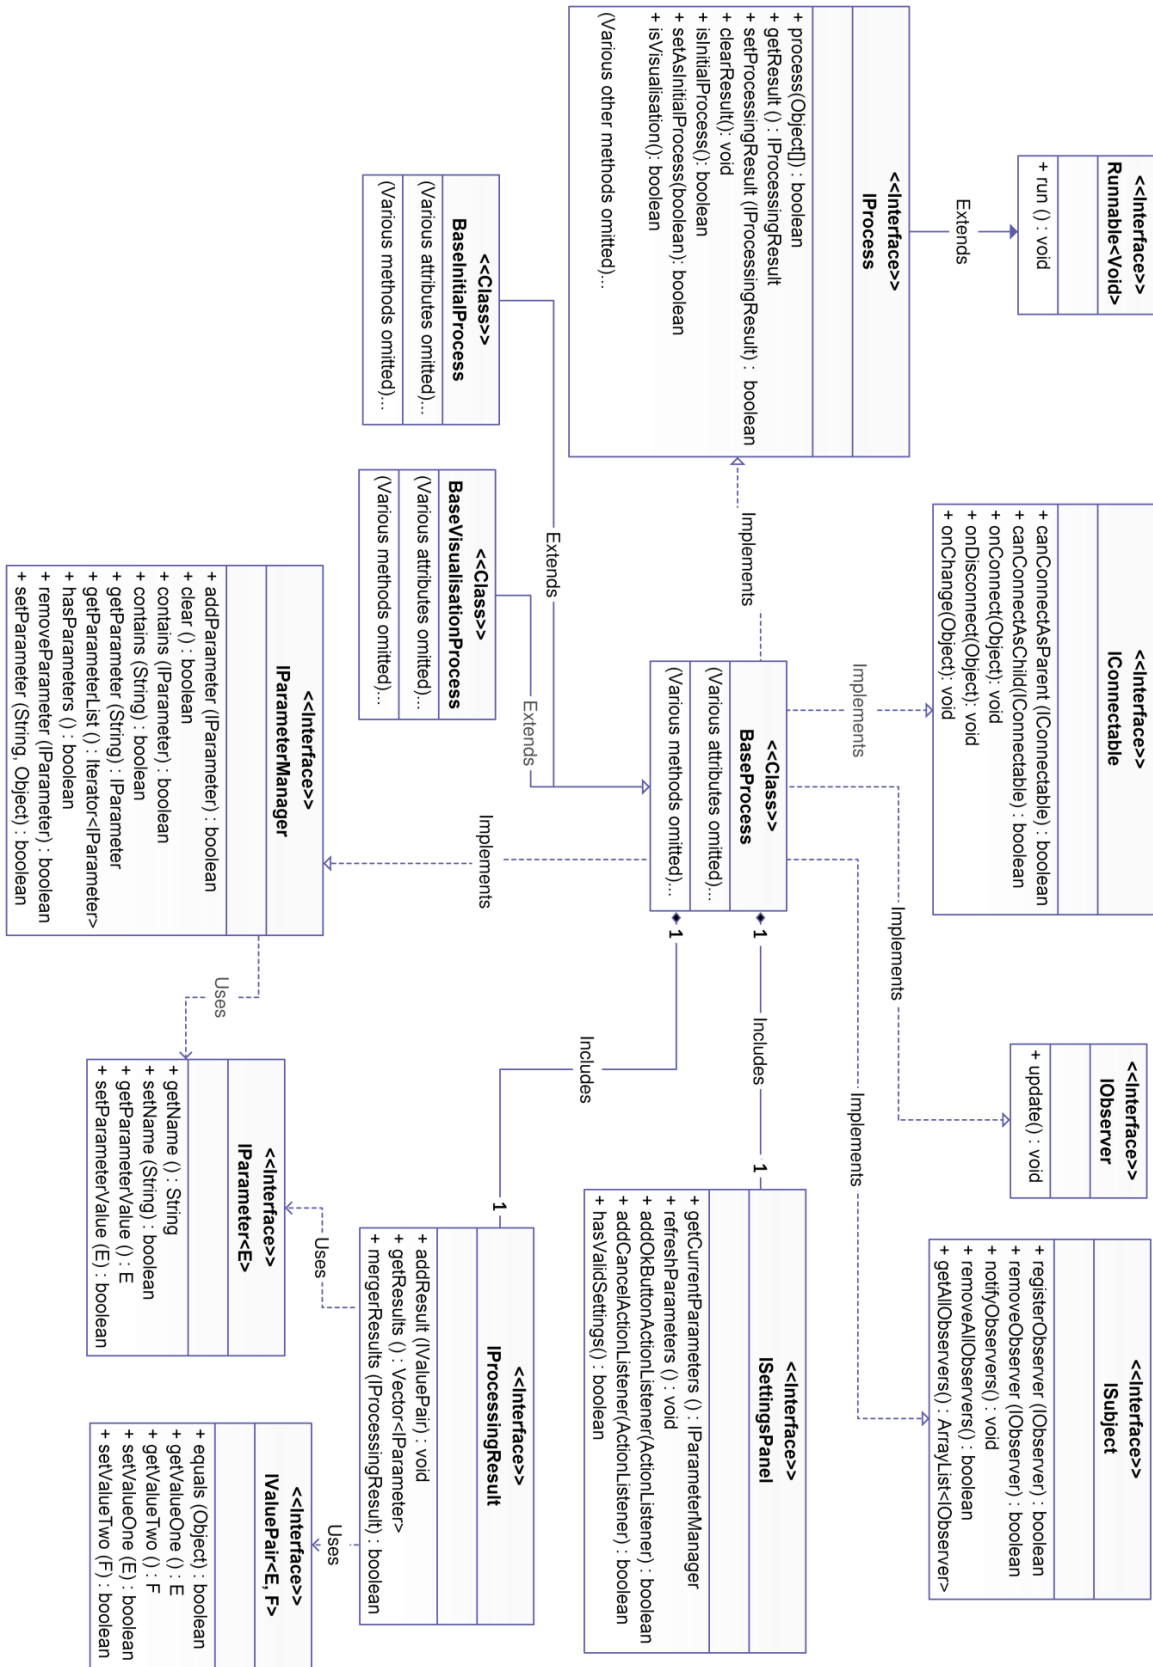 <<Interface>>
Runnable<Void>
+ run () : void
Extends
<<Interface>>
IProcess
+ process(Object[]) : boolean
+ getResult () : IProcessingResult
+ setProcessingResult (IProcessingResult) : boolean
+ clearResult(): void
+ isInitialProcess(): boolean
+ setAsInitialProcess(boolean): boolean
+ isVisualisation(): boolean
(Various other methods omitted)...
<<Interface>>
IConnectable
+ canConnectAsParent (IConnectable) : boolean
+ canConnectAsChild(IConnectable) : boolean
+ onConnect(Object): void
+ onDisconnect(Object): void
+ onChange(Object): void
<<Interface>>
IObserver
+ update() : void
<<Interface>>
ISubject
+ registerObserver (IObserver) : boolean
+ removeObserver (IObserver) : boolean
+ notifyObservers() : void
+ removeAllObservers() : boolean
+ getAllObservers() : ArrayList<IObserver>
Implements
Implements
Implements
Implements
<<Class>>
BaseProcess
(Various attributes omitted)...
(Various methods omitted)...
1
Includes
1
<<Interface>>
ISettingsPanel
+ getCurrentParameters () : IParameterManager
+ refreshParameters () : void
+ addOkButtonActionListener(ActionListener) : boolean
+ addCancelActionListener(ActionListener) : boolean
+ hasValidSettings() : boolean
1
Includes
1
<<Class>>
BaseInitialProcess
(Various attributes omitted)...
(Various methods omitted)...
Extends
<<Class>>
BaseVisualisationProcess
(Various attributes omitted)...
(Various methods omitted)...
Extends
Implements
<<Interface>>
IProcessingResult
+ addResult (IValuePair) : void
+ getResults () : Vector<IParameter>
+ mergerResults (IProcessingResult) : boolean
<<Interface>>
IParameterManager
+ addParameter (IParameter) : boolean
+ clear () : boolean
+ contains (IParameter) : boolean
+ contains (String) : boolean
+ getParameter (String) : IParameter
+ getParameterList () : Iterator<IParameter>
+ hasParameters () : boolean
+ removeParameter (IParameter) : boolean
+ setParameter (String, Object) : boolean
Uses
Uses
Uses
<<Interface>>
IParameter<E>
+ getName () : String
+ setName (String) : boolean
+ getParameterValue () : E
+ setParameterValue (E) : boolean
<<Interface>>
IValuePair<E, F>
+ equals (Object) : boolean
+ getValueOne () : E
+ getValueTwo () : F
+ setValueOne (E) : boolean
+ setValueTwo (F) : boolean